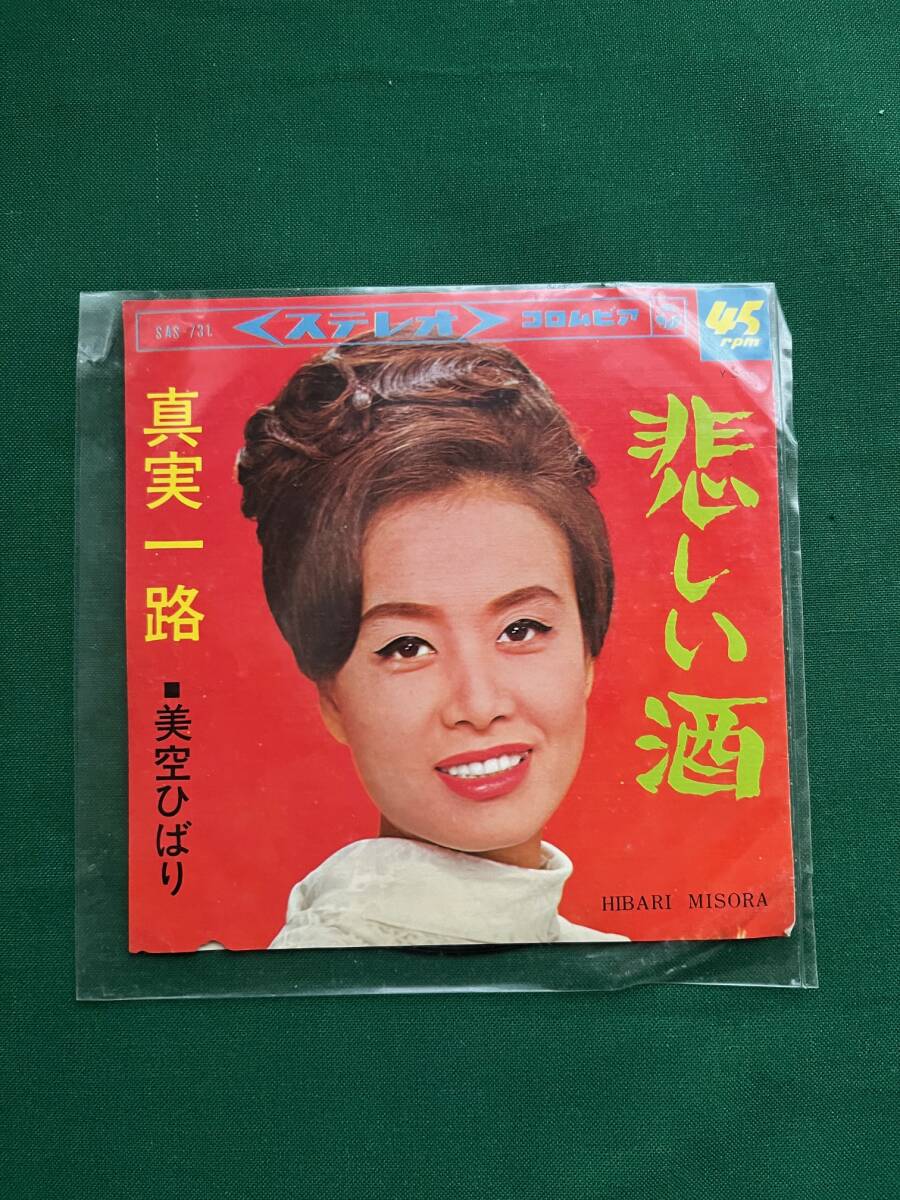 SAS-731
<ステレオ>
コロムビア
45
rpm
悲しい酒
真実一路
■美空ひばり
HIBARI MISORA